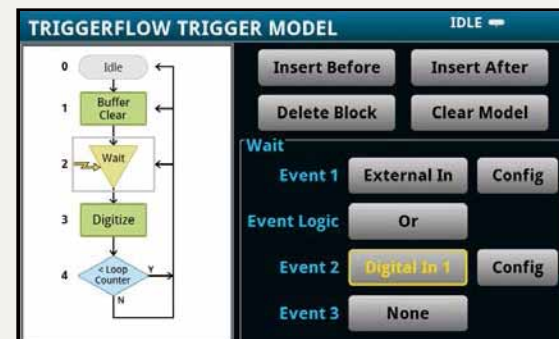 TRIGGERFLOW TRIGGER MODEL
IDLE
0 Idle
1 Buffer
Clear
2 Wait
3 Digitize
4 < Loop
Counter
Y
N
Insert Before
Insert After
Delete Block
Clear Model
Wait
Event 1 External In Config
Event Logic Or
Event 2 Digital In 1 Config
Event 3 None